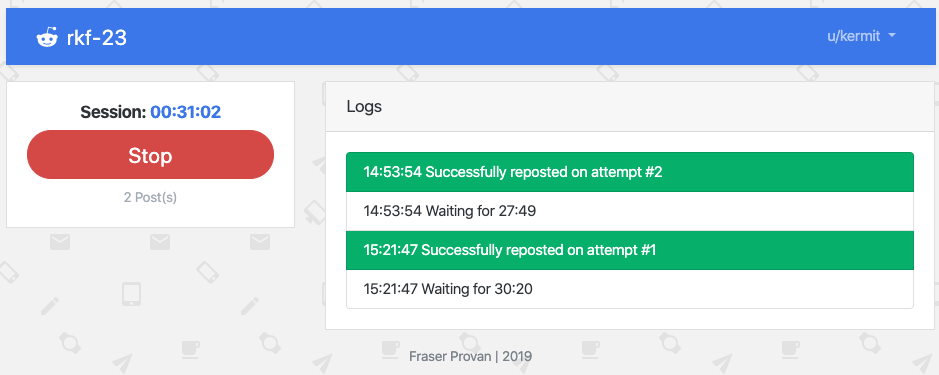 rkf-23
u/kermit
Session: 00:31:02
Stop
2 Post(s)
Logs
14:53:54 Successfully reposted on attempt #2
14:53:54 Waiting for 27:49
15:21:47 Successfully reposted on attempt #1
15:21:47 Waiting for 30:20
Fraser Provan | 2019